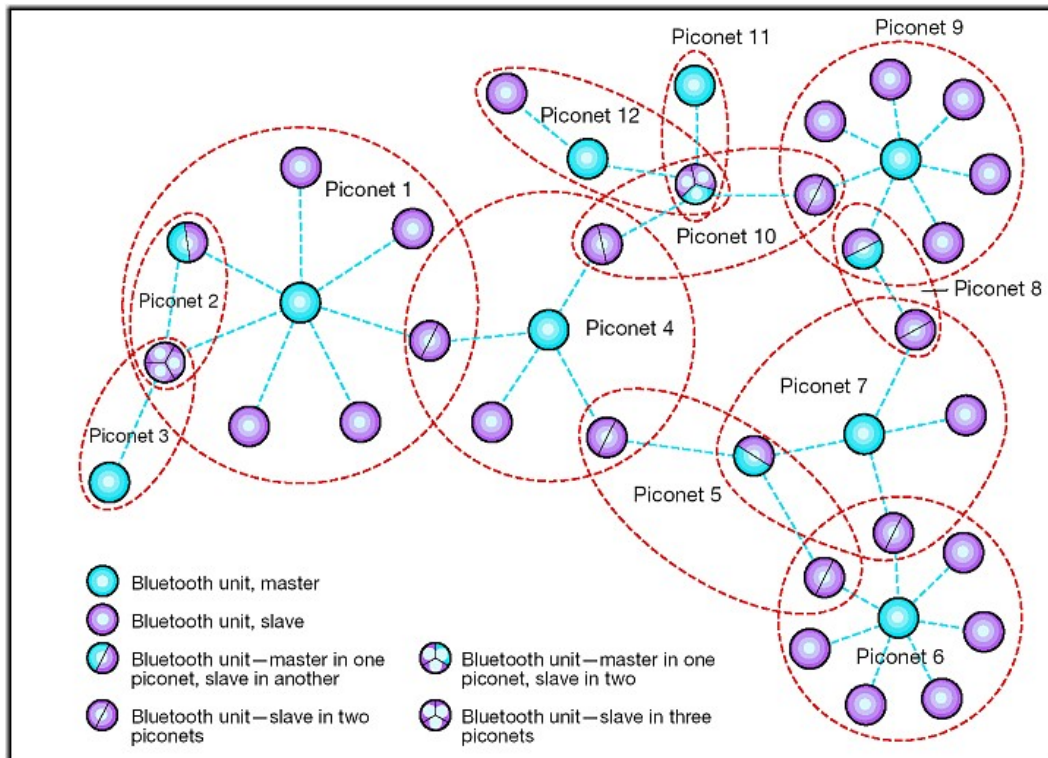 Piconet 11
Piconet 9
Piconet 12
Piconet 1
Piconet 10
Piconet 2
Piconet 8
Piconet 4
Piconet 7
Piconet 3
Piconet 5
Piconet 6
Bluetooth unit, master
Bluetooth unit, slave
Bluetooth unit—master in one
piconet, slave in another
Bluetooth unit—slave in two
piconets
Bluetooth unit—master in one
piconet, slave in two
Bluetooth unit—slave in three
piconets